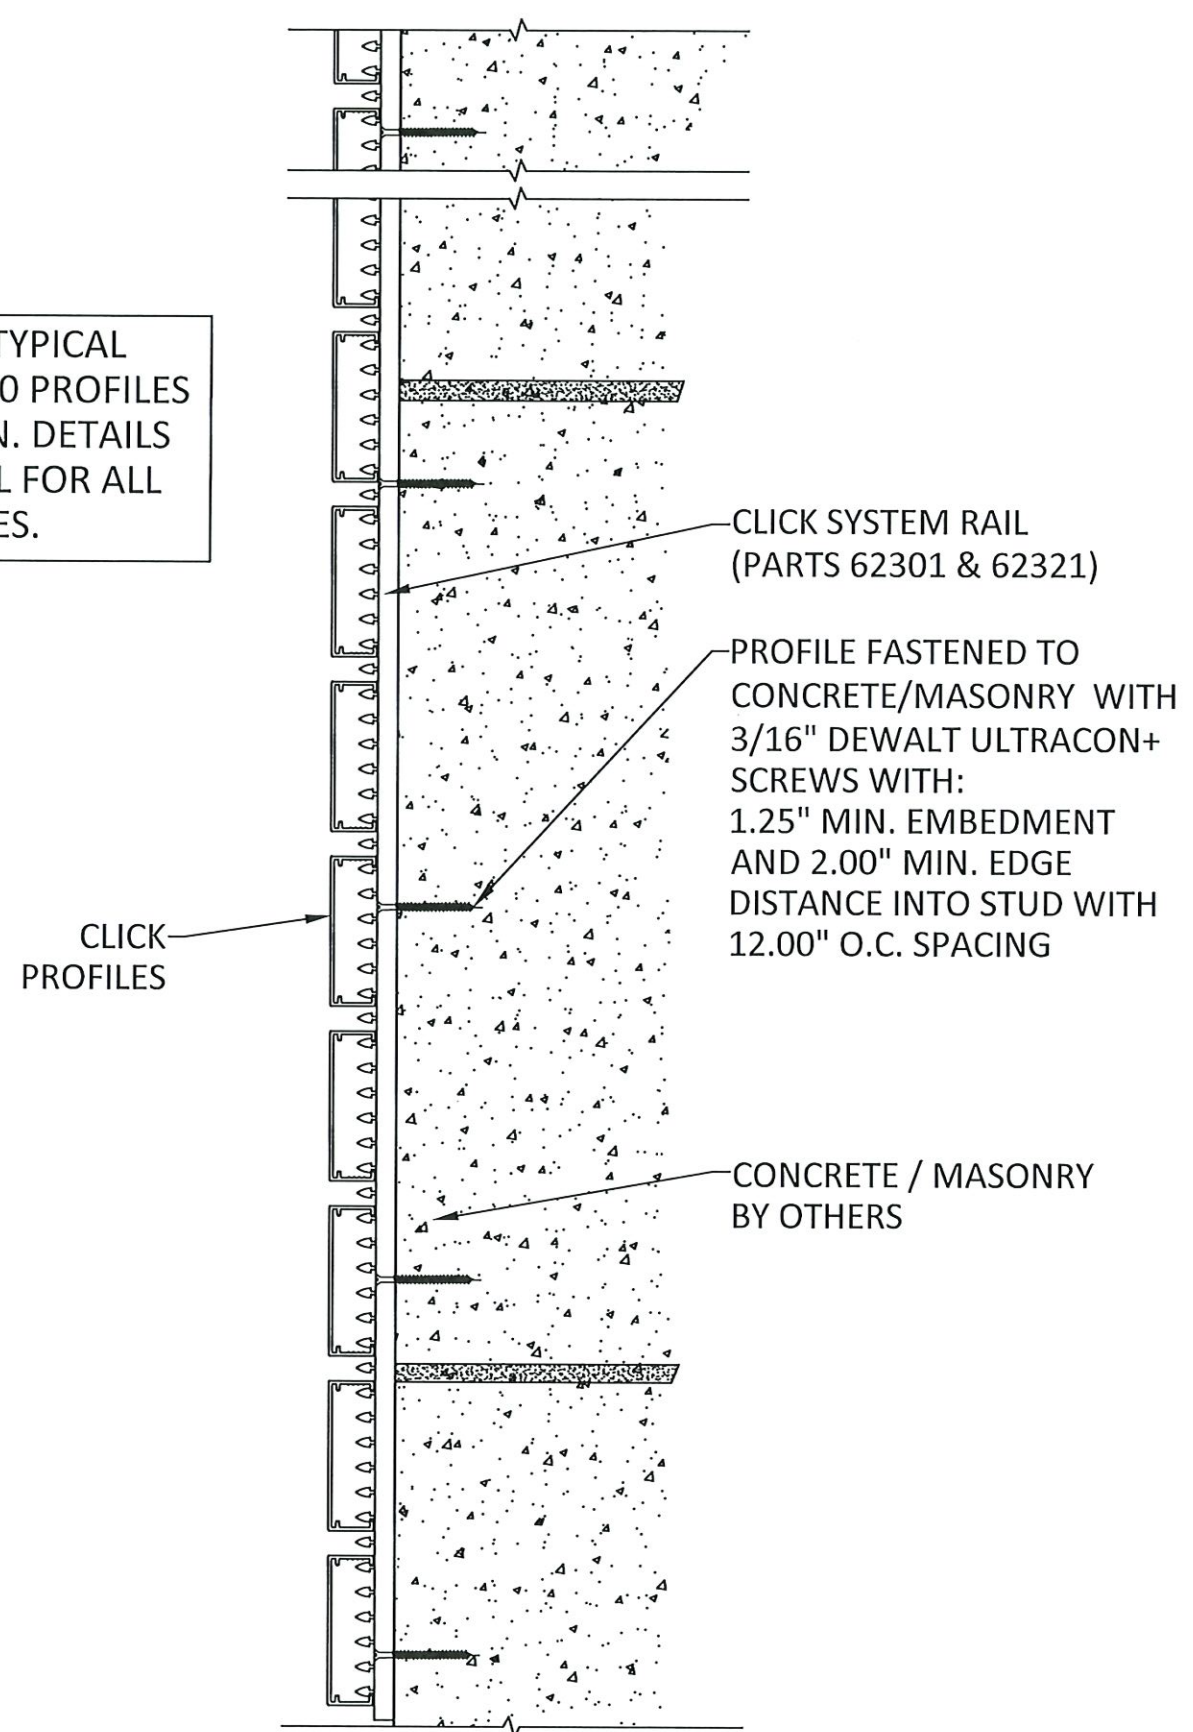 TYPICAL
0 PROFILES
N. DETAILS
L FOR ALL
ES.
CLICK SYSTEM RAIL
(PARTS 62301 & 62321)
PROFILE FASTENED TO
CONCRETE/MASONRY WITH
3/16" DEWALT ULTRACON+
SCREWS WITH:
1.25" MIN. EMBEDMENT
AND 2.00" MIN. EDGE
DISTANCE INTO STUD WITH
12.00" O.C. SPACING
CLICK
PROFILES
CONCRETE / MASONRY
BY OTHERS